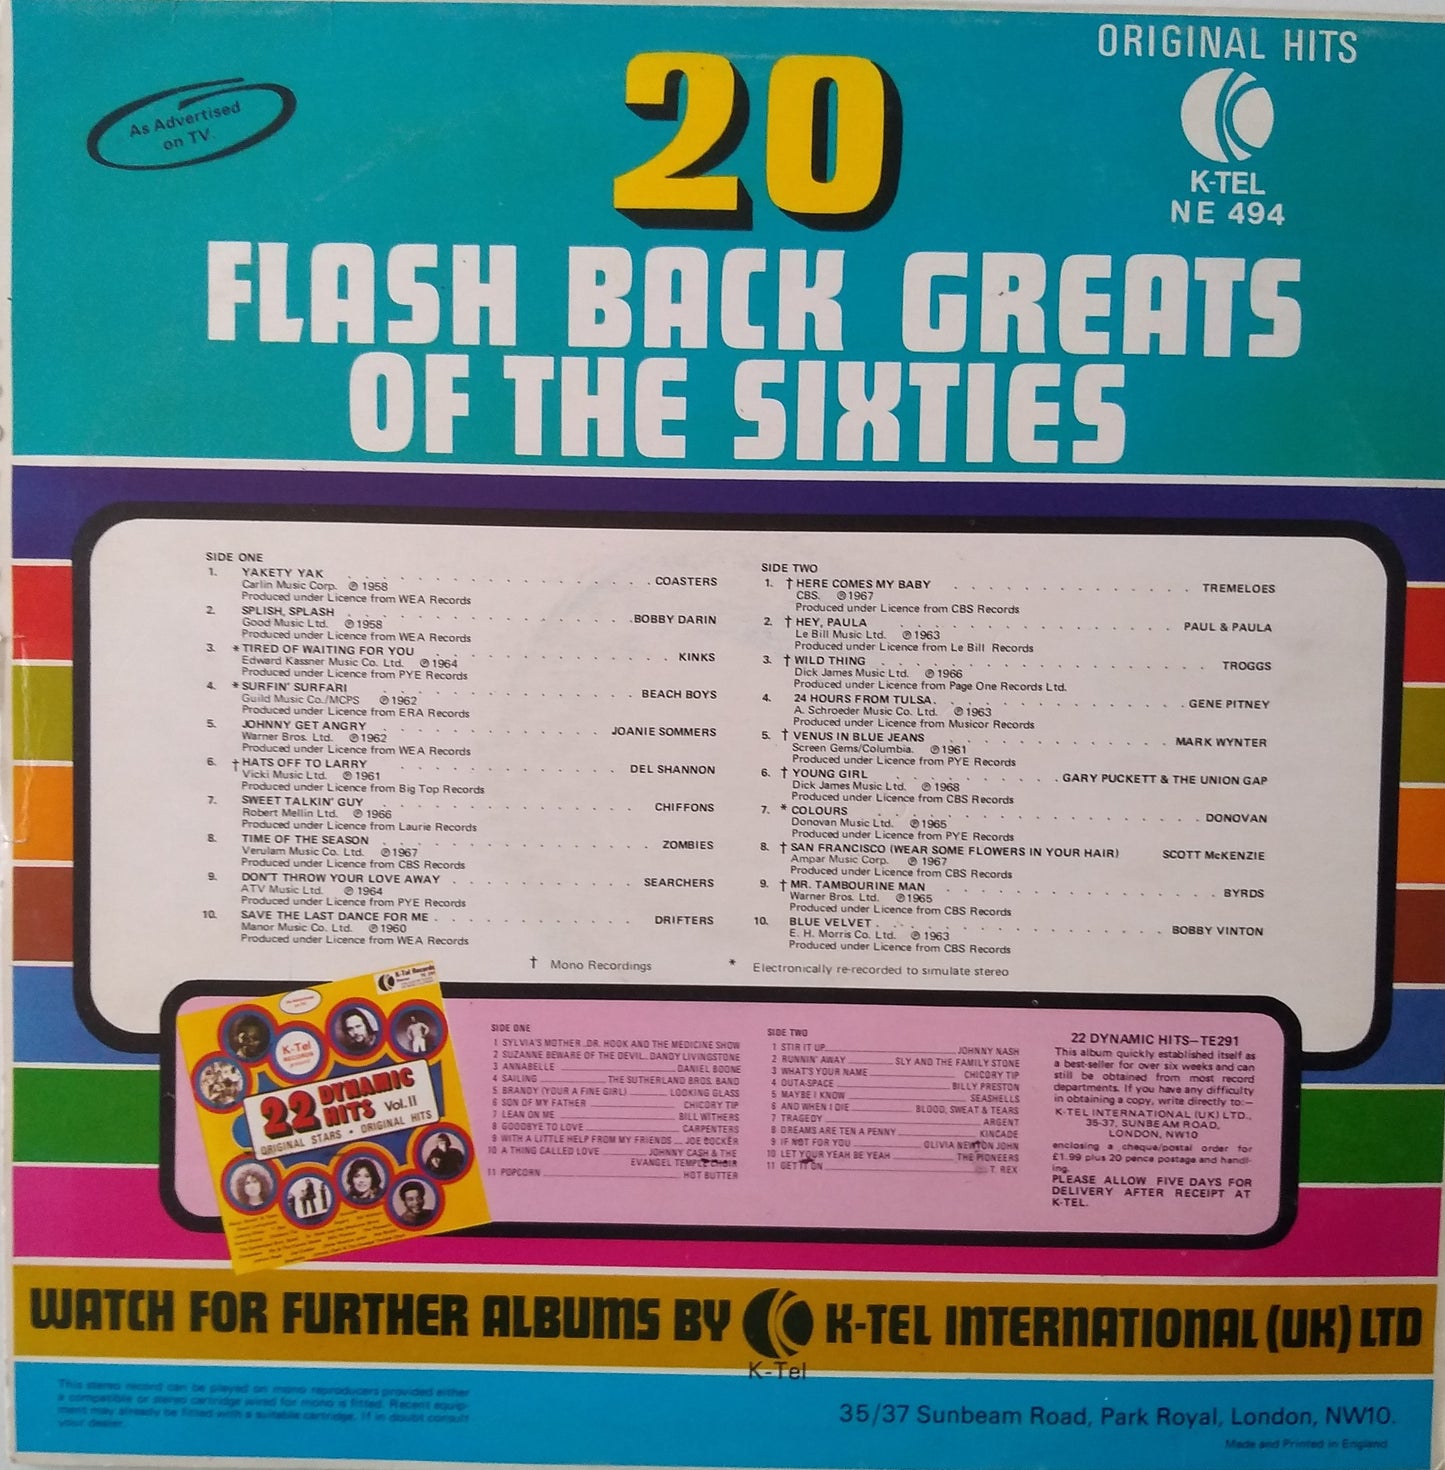 ORIGINAL HITS
As Advertised
on TV.
20
K-TEL
NE 494
FLASH BACK GREATS
OF THE SIXTIES
SIDE ONE
1. YAKETY YAK . . . . . . . . . . . . . . . . . COASTERS
Carlin Music Corp. ℗ 1958
Produced under Licence from WEA Records
2. SPLISH, SPLASH . . . . . . . . . . . . . . . . . BOBBY DARIN
Good Music Ltd. ℗ 1958
Produced under Licence from WEA Records
3. * TIRED OF WAITING FOR YOU . . . . . . . . . . . . . KINKS
Edward Kassner Music Co. Ltd. ℗ 1964
Produced under Licence from PYE Records
4. * SURFIN' SURFARI . . . . . . . . . . . . . . . BEACH BOYS
Guild Music Co./MCPS ℗ 1962
Produced under Licence from ERA Records
5. JOHNNY GET ANGRY . . . . . . . . . . . . . JOANIE SOMMERS
Warner Bros. Ltd. ℗ 1962
Produced under Licence from WEA Records
6. † HATS OFF TO LARRY . . . . . . . . . . . . . DEL SHANNON
Vicki Music Ltd. ℗ 1961
Produced under Licence from Big Top Records
7. SWEET TALKIN' GUY . . . . . . . . . . . . . . CHIFFONS
Robert Mellin Ltd. ℗ 1966
Produced under Licence from Laurie Records
8. TIME OF THE SEASON . . . . . . . . . . . . . . ZOMBIES
Verulam Music Co. Ltd. ℗ 1967
Produced under Licence from CBS Records
9. DON'T THROW YOUR LOVE AWAY . . . . . . . . . . . SEARCHERS
ATV Music Ltd. ℗ 1964
Produced under Licence from PYE Records
10. SAVE THE LAST DANCE FOR ME . . . . . . . . . . . DRIFTERS
Manor Music Co. Ltd. ℗ 1960
Produced under Licence from WEA Records
SIDE TWO
1. † HERE COMES MY BABY . . . . . . . . . . . . . TREMELOES
CBS. ℗ 1967
Produced under Licence from CBS Records
2. † HEY, PAULA . . . . . . . . . . . . . . . PAUL & PAULA
Le Bill Music Ltd. ℗ 1963
Produced under Licence from Le Bill Records
3. † WILD THING . . . . . . . . . . . . . . . . . TROGGS
Dick James Music Ltd. ℗ 1966
Produced under Licence from Page One Records Ltd.
4. 24 HOURS FROM TULSA . . . . . . . . . . . . . GENE PITNEY
A. Schroeder Music Co. Ltd. ℗ 1963
Produced under Licence from Musicor Records
5. † VENUS IN BLUE JEANS . . . . . . . . . . . . MARK WYNTER
Screen Gems/Columbia. ℗ 1961
Produced under Licence from PYE Records
6. † YOUNG GIRL . . . . . . . . GARY PUCKETT & THE UNION GAP
Dick James Music Ltd. ℗ 1968
Produced under Licence from CBS Records
7. * COLOURS . . . . . . . . . . . . . . . . . DONOVAN
Donovan Music Ltd. ℗ 1965
Produced under Licence from PYE Records
8. † SAN FRANCISCO (WEAR SOME FLOWERS IN YOUR HAIR) SCOTT McKENZIE
Ampar Music Corp. ℗ 1967
Produced under Licence from CBS Records
9. † MR. TAMBOURINE MAN . . . . . . . . . . . . . BYRDS
Warner Bros. Ltd. ℗ 1965
Produced under Licence from CBS Records
10. BLUE VELVET . . . . . . . . . . . . . . . BOBBY VINTON
E. H. Morris Co. Ltd. ℗ 1963
Produced under Licence from CBS Records
† Mono Recordings * Electronically re-recorded to simulate stereo
K-Tel Records
K-Tel
RECORDS
22 DYNAMIC
HITS Vol. II
ORIGINAL STARS • ORIGINAL HITS
SIDE ONE
1 SYLVIA'S MOTHER..DR. HOOK AND THE MEDICINE SHOW
2 SUZANNE BEWARE OF THE DEVIL..DANDY LIVINGSTONE
3 ANNABELLE DANIEL BOONE
4 SAILING THE SUTHERLAND BROS. BAND
5 BRANDY (YOUR A FINE GIRL) LOOKING GLASS
6 SON OF MY FATHER CHICORY TIP
7 LEAN ON ME BILL WITHERS
8 GOODBYE TO LOVE CARPENTERS
9 WITH A LITTLE HELP FROM MY FRIENDS JOE COCKER
10 A THING CALLED LOVE JOHNNY CASH & THE
EVANGEL TEMPLE CHOIR
11 POPCORN HOT BUTTER
SIDE TWO
1 STIR IT UP JOHNNY NASH
2 RUNNIN' AWAY SLY AND THE FAMILY STONE
3 WHAT'S YOUR NAME CHICORY TIP
4 OUTA-SPACE BILLY PRESTON
5 MAYBE I KNOW SEASHELLS
6 AND WHEN I DIE BLOOD, SWEAT & TEARS
7 TRAGEDY ARGENT
8 DREAMS ARE TEN A PENNY KINCADE
9 IF NOT FOR YOU OLIVIA NEWTON JOHN
10 LET YOUR YEAH BE YEAH THE PIONEERS
11 GET IT ON T. REX
22 DYNAMIC HITS—TE291
This album quickly established itself as
a best-seller for over six weeks and can
still be obtained from most record
departments. If you have any difficulty
in obtaining a copy, write directly to:—
K-TEL INTERNATIONAL (UK) LTD.,
35-37, SUNBEAM ROAD,
LONDON, NW10
enclosing a cheque/postal order for
£1.99 plus 20 pence postage and handl-
ing.
PLEASE ALLOW FIVE DAYS FOR
DELIVERY AFTER RECEIPT AT
K-TEL.
WATCH FOR FURTHER ALBUMS BY K-TEL INTERNATIONAL (UK) LTD
K-Tel
This stereo record can be played on mono reproducers provided either
a compatible or stereo cartridge wired for mono is fitted. Recent equip-
ment may already be fitted with a suitable cartridge. If in doubt consult
your dealer.
35/37 Sunbeam Road, Park Royal, London, NW10.
Made and Printed in England